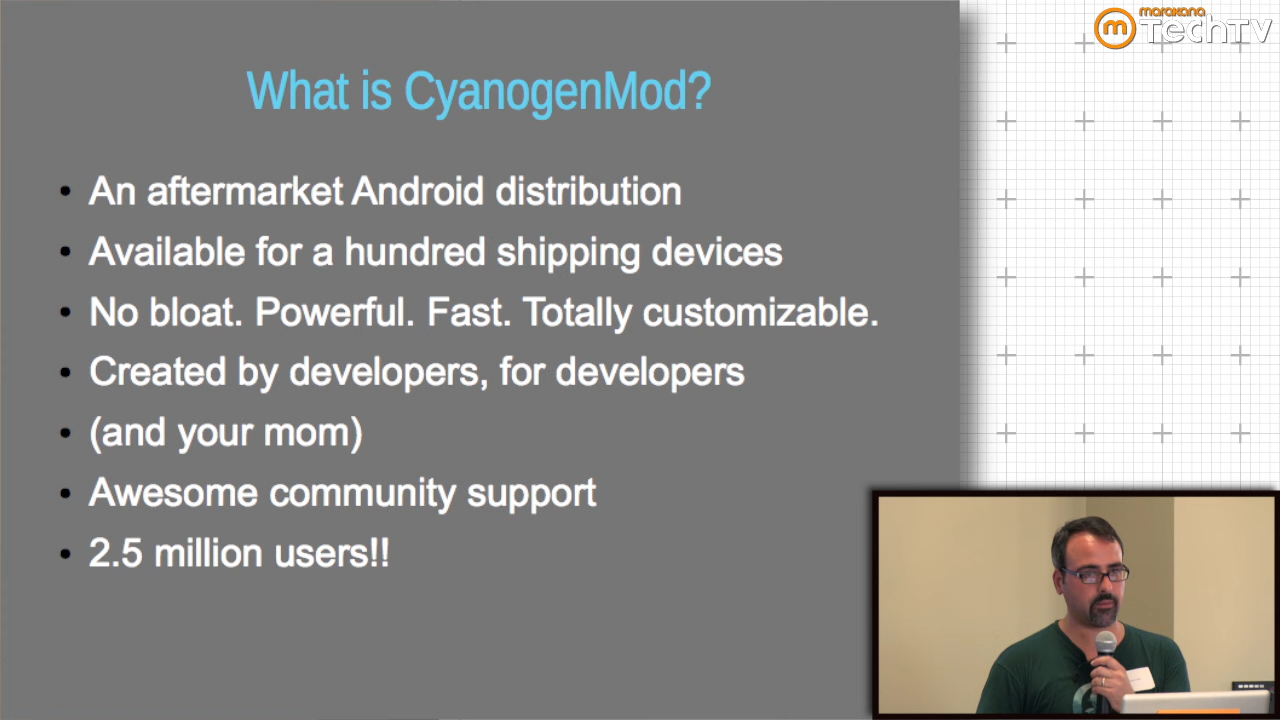 marakana
m TechTV
What is CyanogenMod?
An aftermarket Android distribution
Available for a hundred shipping devices
No bloat. Powerful. Fast. Totally customizable.
Created by developers, for developers
(and your mom)
Awesome community support
2.5 million users!!